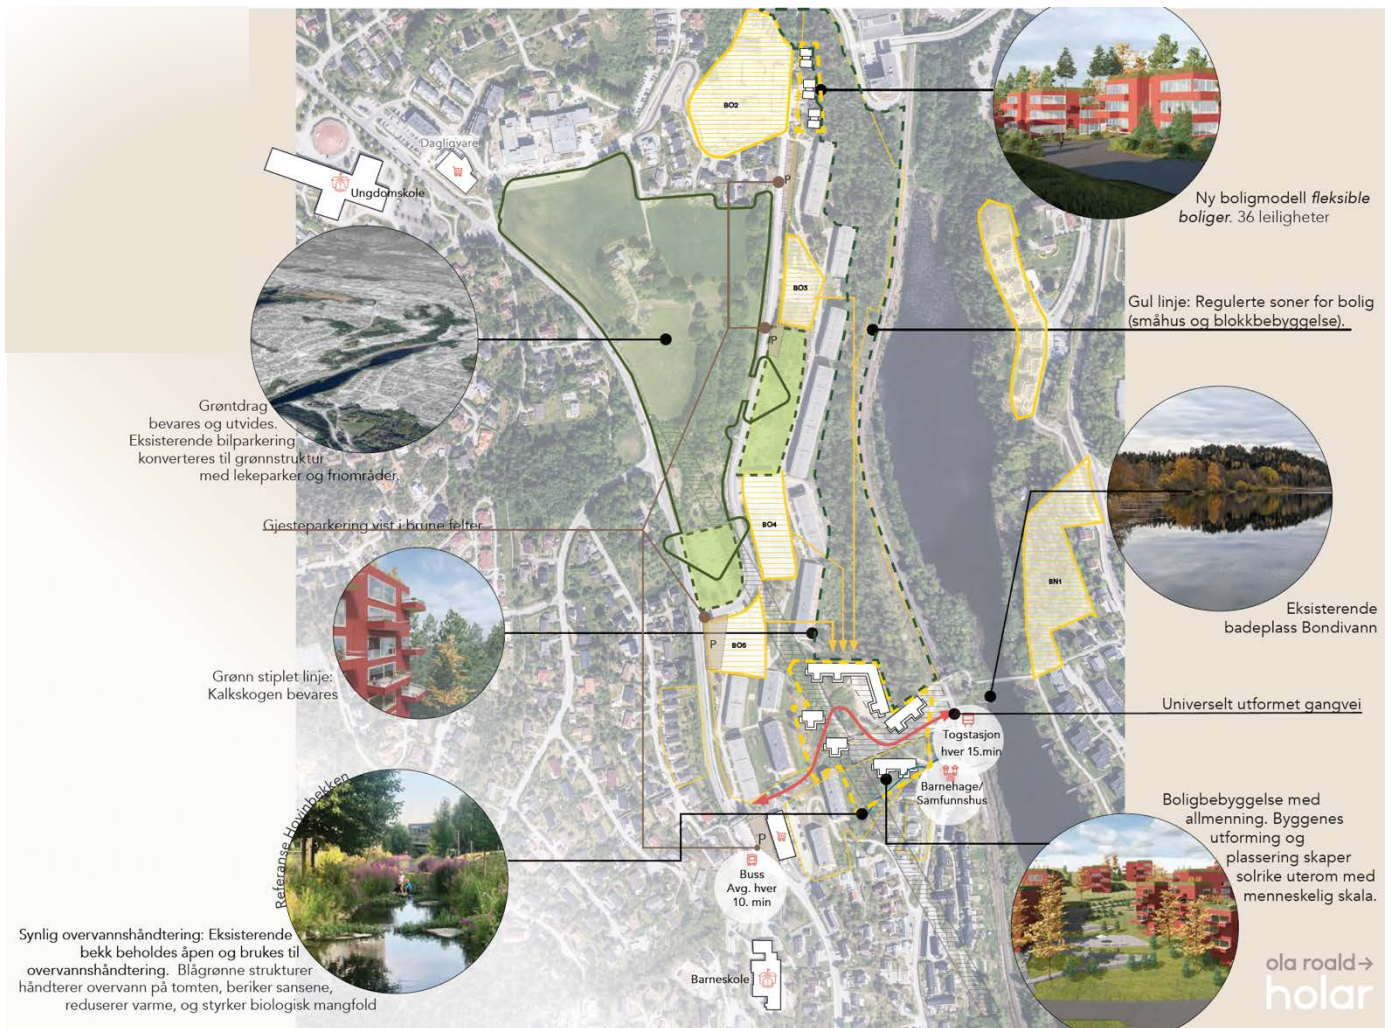 BO2
Dagligvare
Ungdomskole
P
Ny boligmodell fleksible
boliger. 36 leiligheter
BO3
P
Gul linje: Regulerte soner for bolig
(småhus og blokkbebyggelse).
Grøntdrag
bevares og utvides.
Eksisterende bilparkering
konverteres til grønnstruktur
med lekeparker og friområder.
Gjesteparkering vist i brune felter
BO4
BN1
Eksisterende
badeplass Bondivann
P
BO5
Grønn stiplet linje:
Kalkskogen bevares
Universelt utformet gangvei
Togstasjon
hver 15.min
Barnehage/
Samfunnshus
Boligbebyggelse med
allmenning. Byggenes
utforming og
plassering skaper
solrike uterom med
menneskelig skala.
Referanse Hovinbekken
P
Buss
Avg. hver
10. min
Synlig overvannshåndtering: Eksisterende
bekk beholdes åpen og brukes til
overvannshåndtering. Blågrønne strukturer
håndterer overvann på tomten, beriker sansene,
reduserer varme, og styrker biologisk mangfold
Barneskole
ola roald→
holar